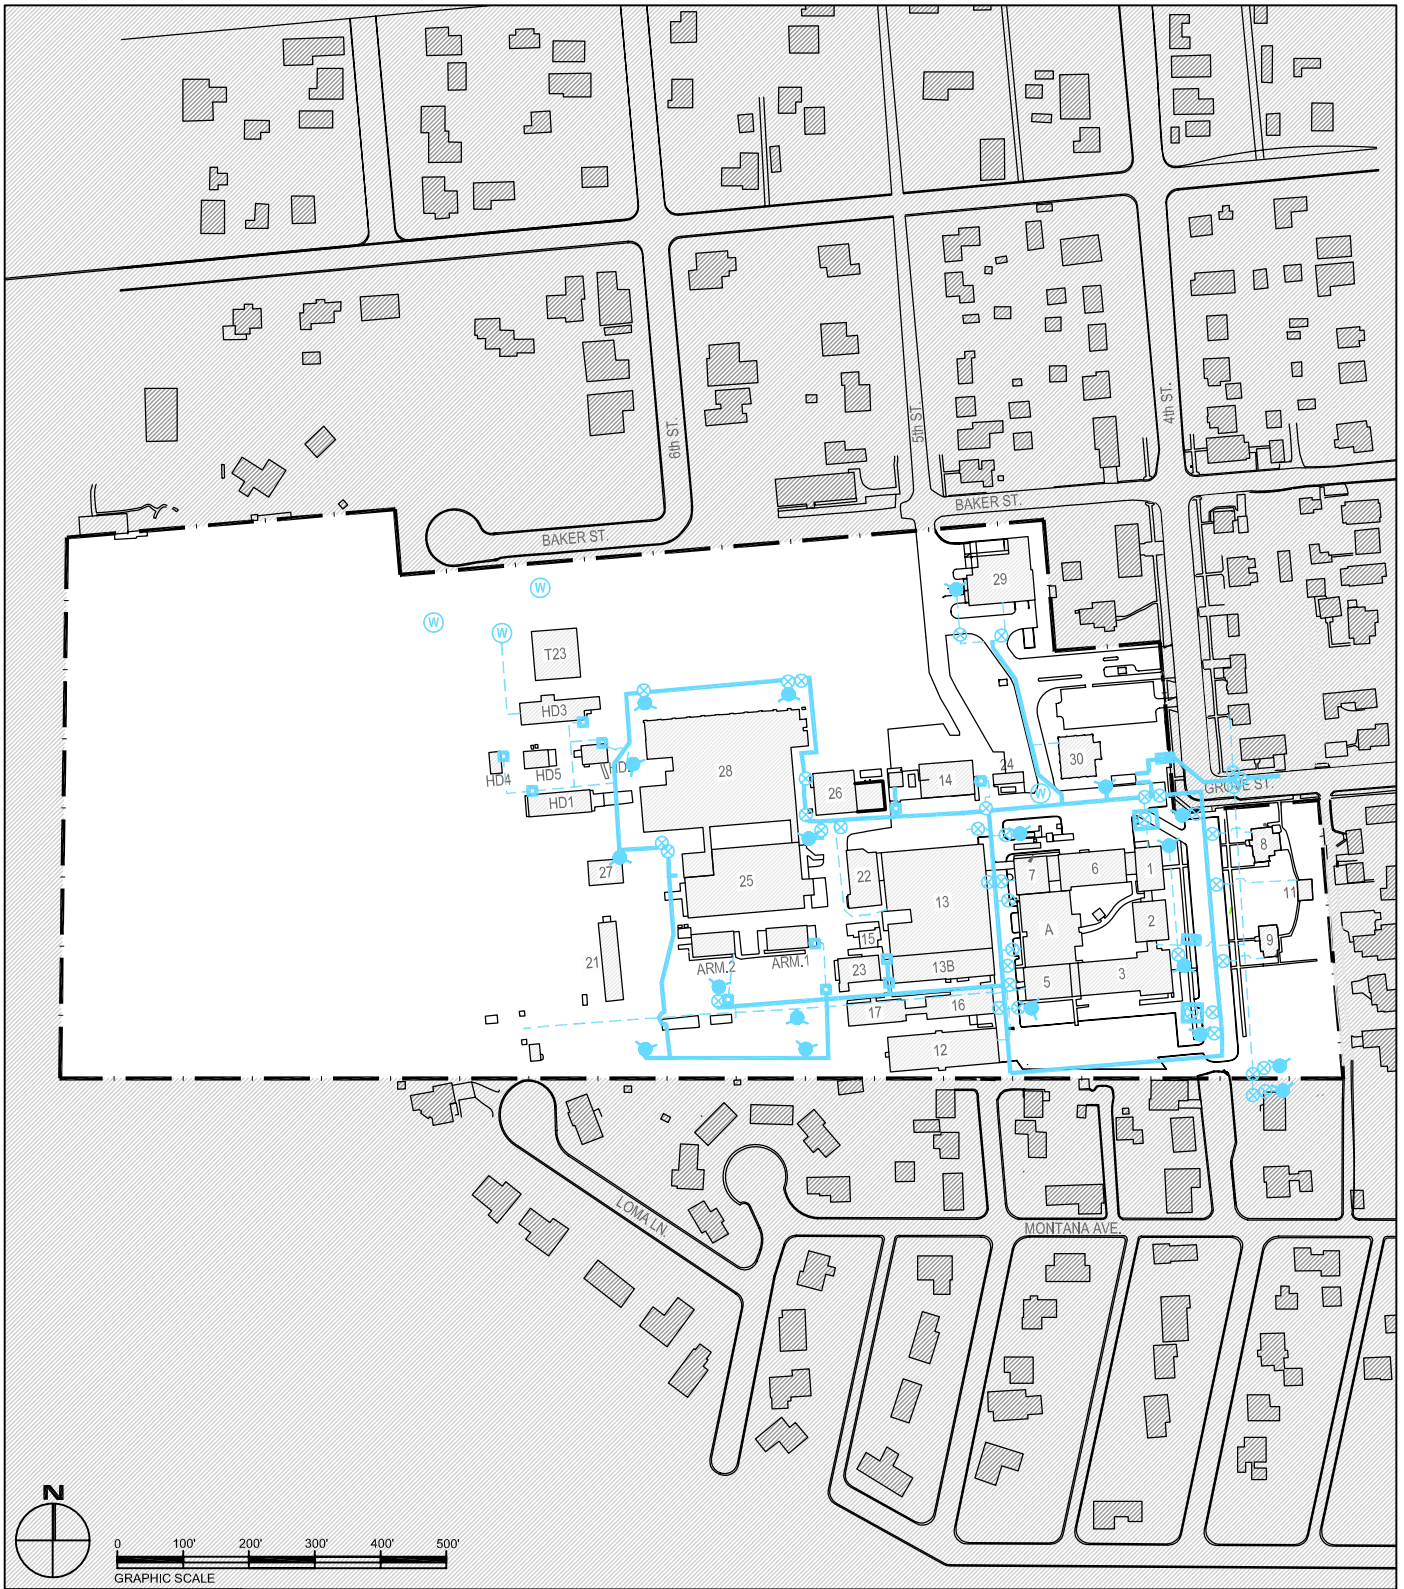 4th ST.
5th ST.
6th ST.
BAKER ST.
BAKER ST.
29
W
W
W
T23
HD3
30
28
24
14
HD5
HD4
GROVE ST.
W
26
HD1
8
27
7
6
1
25
22
13
11
2
A
15
9
21
ARM.2
ARM.1
23
13B
5
3
17
16
12
LOMA LN.
MONTANA AVE.
N
0 100' 200' 300' 400' 500'
GRAPHIC SCALE